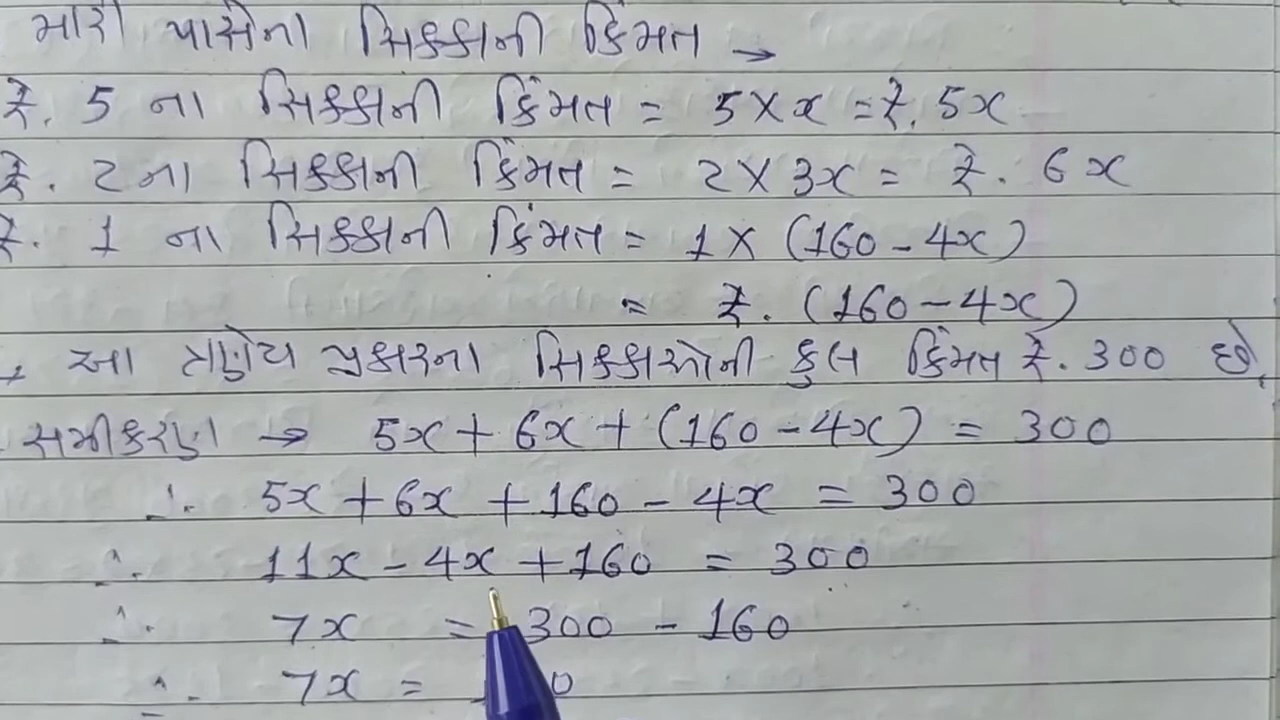 મારી પાસેના સિક્કાની કિંમત →
રૂ. 5 ના સિક્કાની કિંમત = 5 × x = રૂ. 5x
રૂ. 2 ના સિક્કાની કિંમત = 2 × 3x = રૂ. 6x
રૂ. 1 ના સિક્કાની કિંમત = 1 × (160 - 4x)
= રૂ. (160 - 4x)
→ આ ત્રણેય પ્રકારના સિક્કાઓની કુલ કિંમત રૂ. 300 છે,
સમીકરણ → 5x + 6x + (160 - 4x) = 300
∴ 5x + 6x + 160 - 4x = 300
∴ 11x - 4x + 160 = 300
∴ 7x = 300 - 160
∴ 7x =